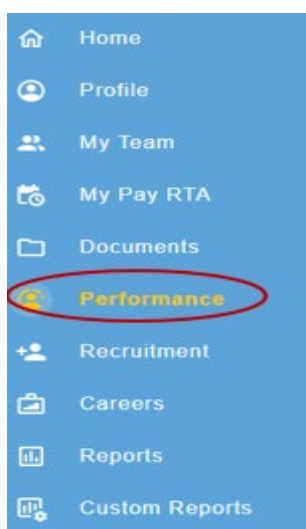 Home
Profile
My Team
My Pay RTA
Documents
Performance
Recruitment
Careers
Reports
Custom Reports